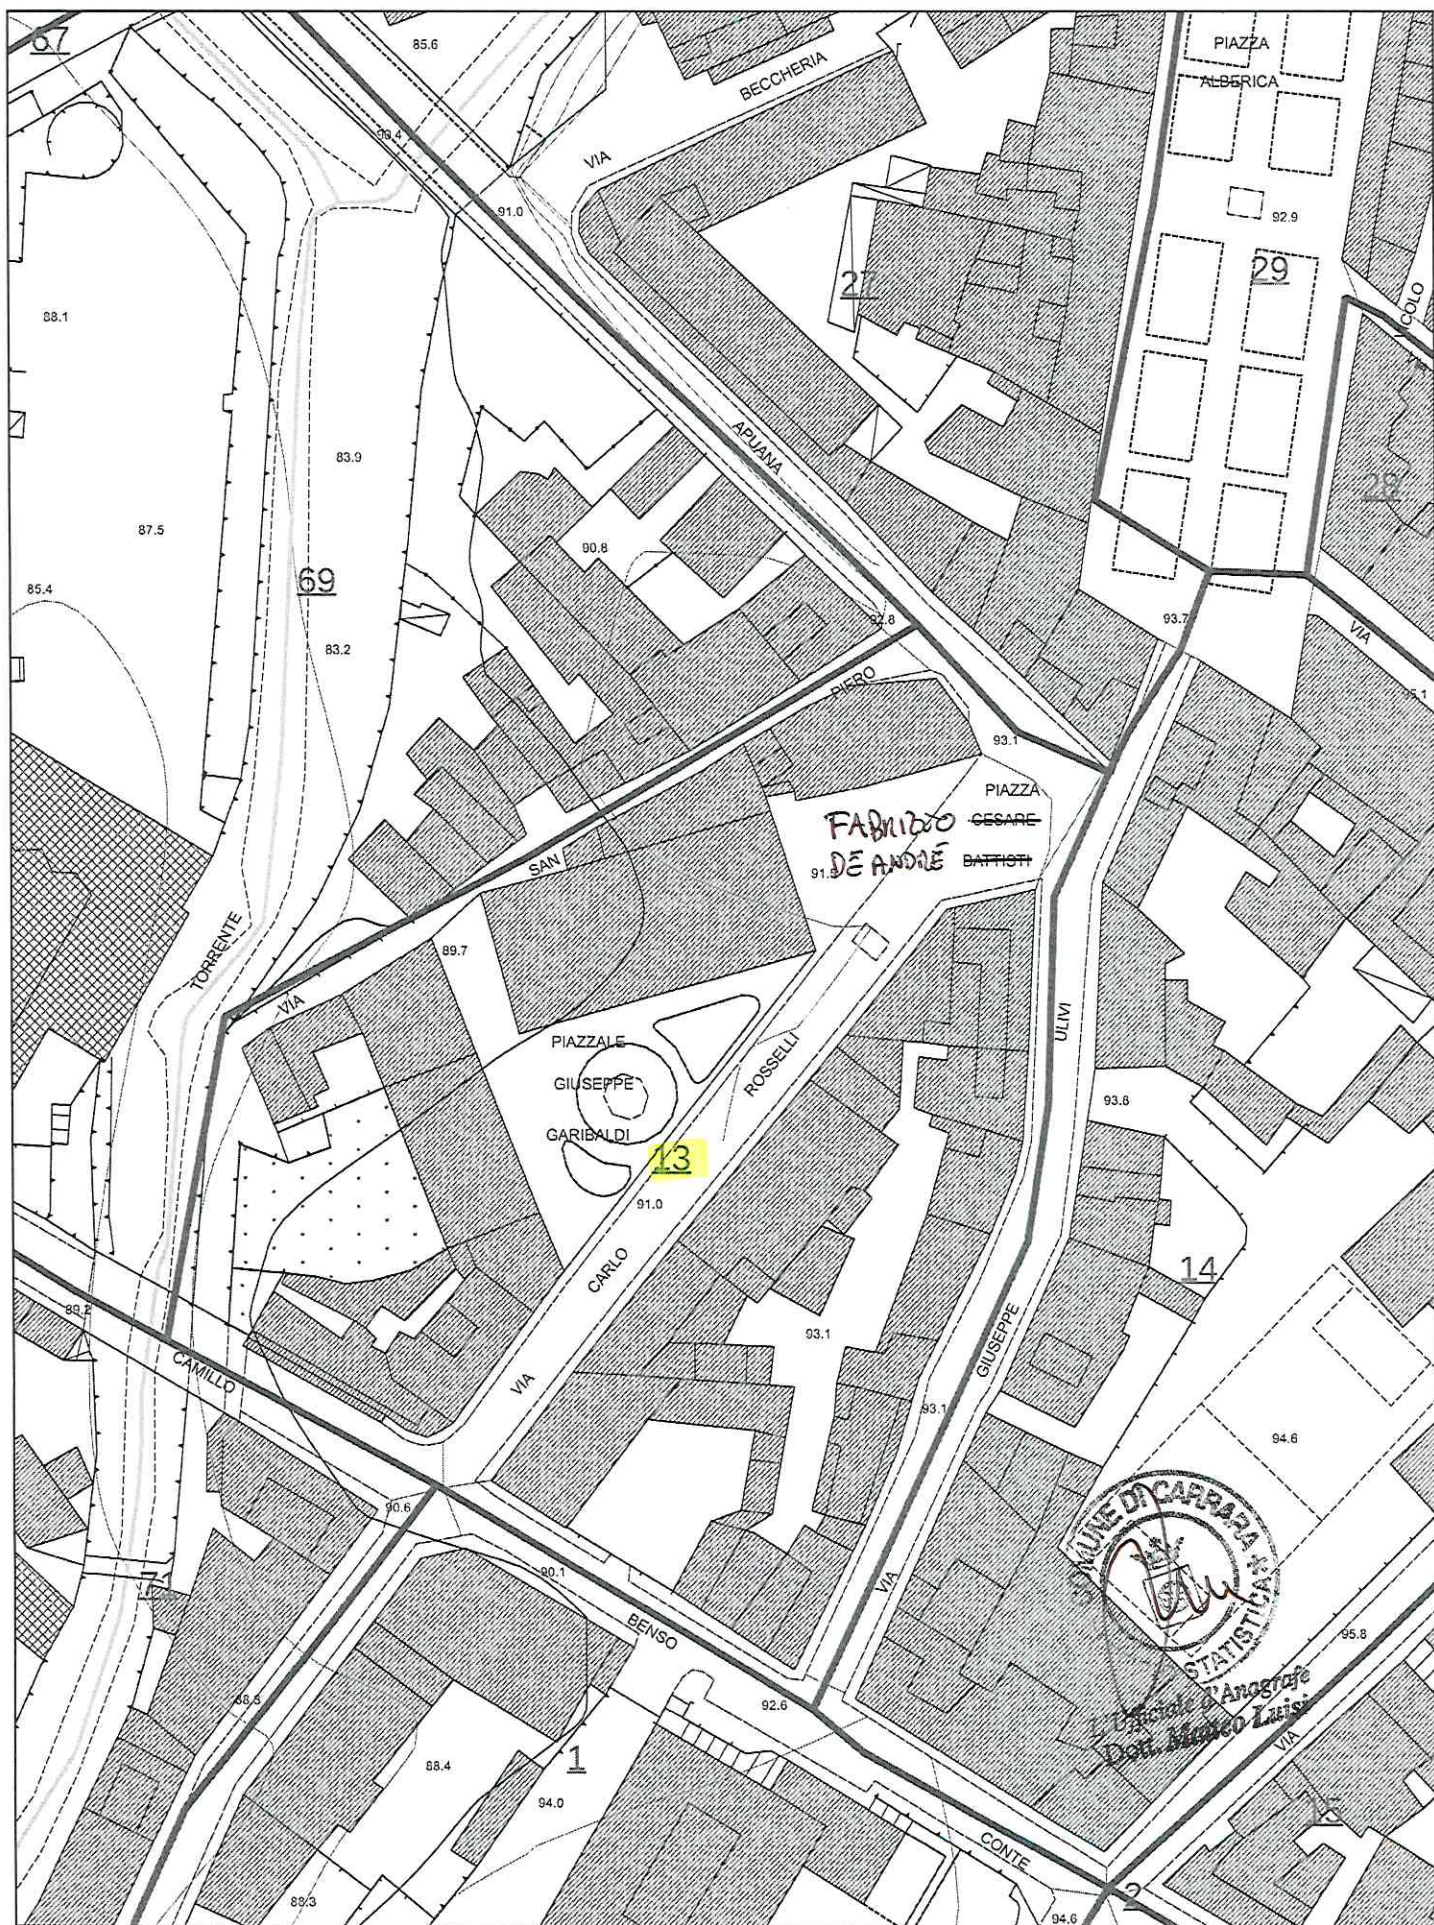 67
85.6
BECCHERIA
VIA
PIAZZA
ALBERICA
90.4
91.0
92.9
27
29
88.1
VICOLO
83.9
APUANA
28
87.5
90.8
85.4
69
92.8
93.7
VIA
83.2
PIERO
93.1
PIAZZA
FABRIZIO CESARE
DE ANDRÉ BATTISTI
SAN
TORRENTE
89.7
VIA
ULIVI
PIAZZALE
GIUSEPPE
GARIBALDI
ROSSELLI
93.8
13
91.0
CARLO
14
89.2
93.1
CAMILLO
VIA
GIUSEPPE
93.1
94.6
90.6
COMUNE DI CARRARA
STATISTICA
71
90.1
VIA
BENSO
95.8
88.3
92.6
L'Ufficiale d'Anagrafe
Dott. Matteo Luisi
VIA
1
88.4
94.0
15
CONTE
88.3
2
94.6